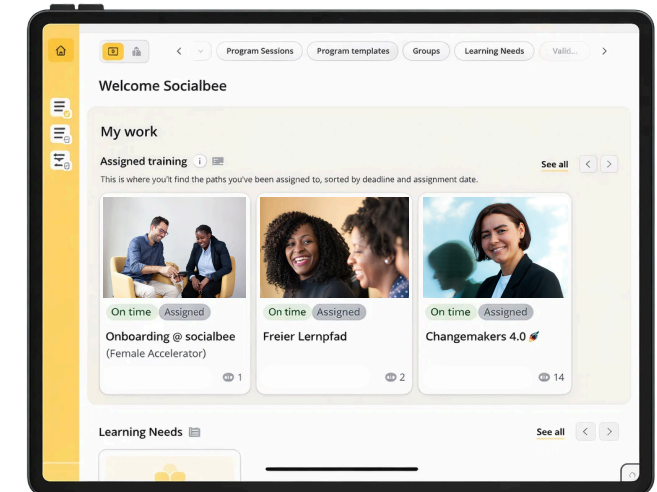 Program Sessions
Program templates
Groups
Learning Needs
Valid...
Welcome Socialbee
My work
Assigned training i
See all
This is where you'lt find the paths you've been assigned to, sorted by deadline and assignment date.
On time Assigned
Onboarding @ socialbee
(Female Accelerator)
1
On time Assigned
Freier Lernpfad
2
On time Assigned
Changemakers 4.0 🚀
14
Learning Needs
See all